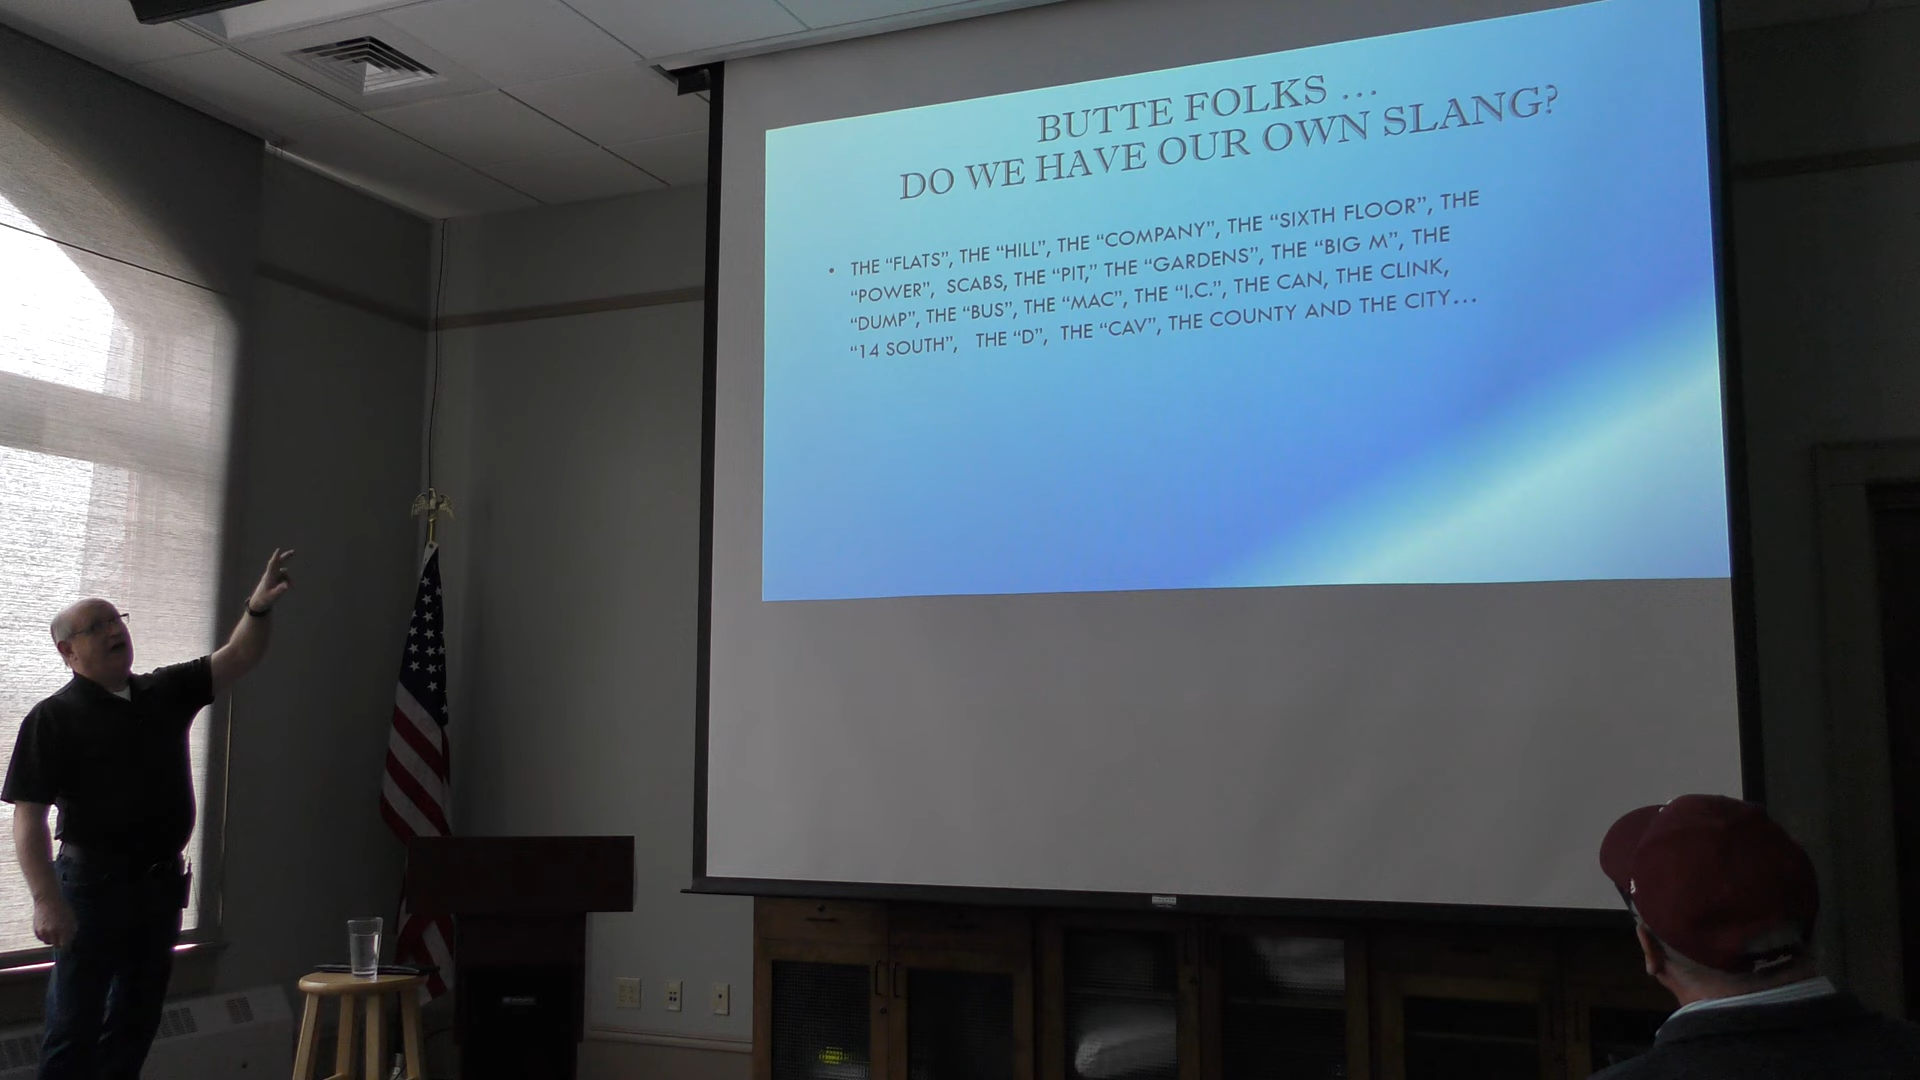 BUTTE FOLKS …
DO WE HAVE OUR OWN SLANG?
• THE “FLATS”, THE “HILL”, THE “COMPANY”, THE “SIXTH FLOOR”, THE
“POWER”, SCABS, THE “PIT,” THE “GARDENS”, THE “BIG M”, THE
“DUMP”, THE “BUS”, THE “MAC”, THE “I.C.”, THE CAN, THE CLINK,
“14 SOUTH”, THE “D”, THE “CAV”, THE COUNTY AND THE CITY…